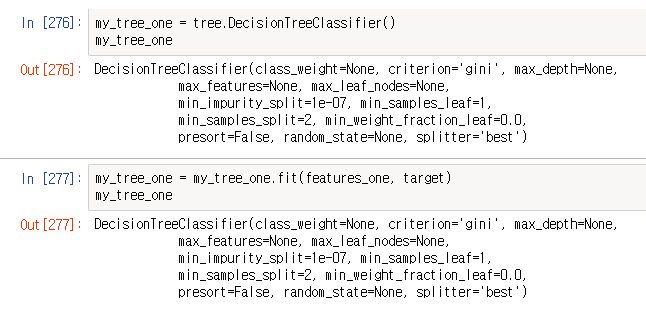 In [276]: my_tree_one = tree.DecisionTreeClassifier()
my_tree_one
Out[276]: DecisionTreeClassifier(class_weight=None, criterion='gini', max_depth=None,
max_features=None, max_leaf_nodes=None,
min_impurity_split=1e-07, min_samples_leaf=1,
min_samples_split=2, min_weight_fraction_leaf=0.0,
presort=False, random_state=None, splitter='best')
In [277]: my_tree_one = my_tree_one.fit(features_one, target)
my_tree_one
Out[277]: DecisionTreeClassifier(class_weight=None, criterion='gini', max_depth=None,
max_features=None, max_leaf_nodes=None,
min_impurity_split=1e-07, min_samples_leaf=1,
min_samples_split=2, min_weight_fraction_leaf=0.0,
presort=False, random_state=None, splitter='best')